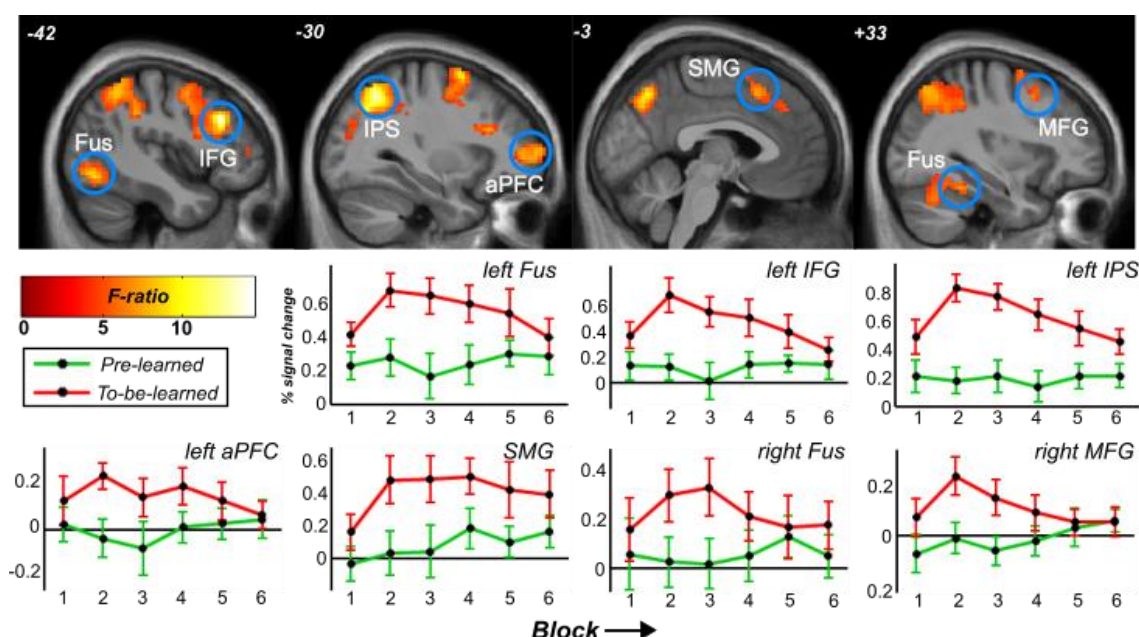 -42
-30
-3
+33
Fus
IFG
IPS
aPFC
SMG
Fus
MFG
F-ratio
0 5 10
Pre-learned
To-be-learned
left Fus
% signal change
0.6
0.4
0.2
0
1 2 3 4 5 6
left IFG
0.6
0.4
0.2
0
1 2 3 4 5 6
left IPS
0.8
0.6
0.4
0.2
0
1 2 3 4 5 6
left aPFC
0.2
0
-0.2
1 2 3 4 5 6
SMG
0.6
0.4
0.2
0
1 2 3 4 5 6
right Fus
0.4
0.2
0
1 2 3 4 5 6
right MFG
0.2
0
0.2
1 2 3 4 5 6
Block